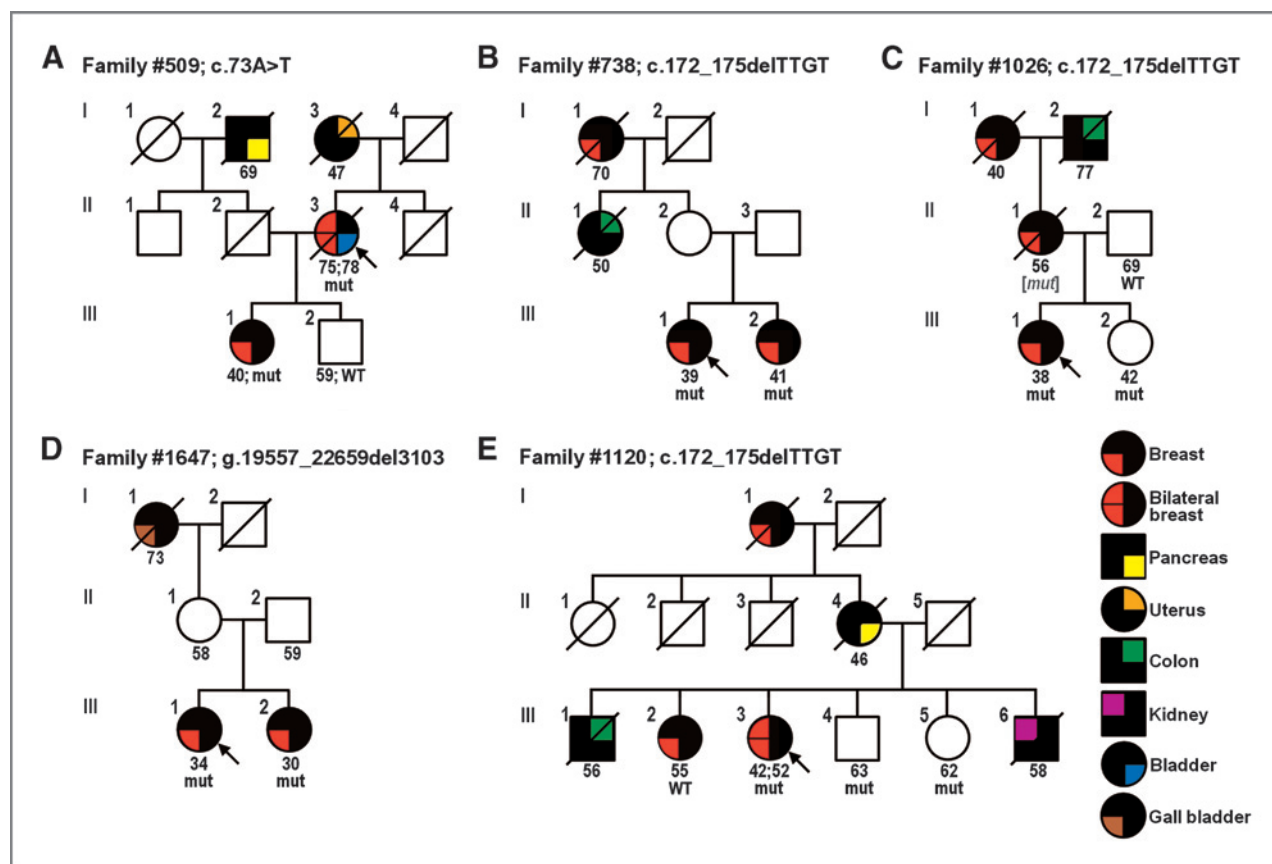 A Family #509; c.73A>T
I
1 2 3 4
69 47
II
1 2 3 4
75;78
mut
III
1 2
40; mut 59; WT
B Family #738; c.172_175delTTGT
I
1 2
70
II
1 2 3
50
III
1 2
39 41
mut mut
C Family #1026; c.172_175delTTGT
I
1 2
40 77
II
1 2
56 69
[mut] WT
III
1 2
38 42
mut mut
D Family #1647; g.19557_22659del3103
I
1 2
73
II
1 2
58 59
III
1 2
34 30
mut mut
E Family #1120; c.172_175delTTGT
I
1 2
II
1 2 3 4 5
46
III
1 2 3 4 5 6
56 55 42;52 63 62 58
WT mut mut mut
Breast
Bilateral
breast
Pancreas
Uterus
Colon
Kidney
Bladder
Gall bladder